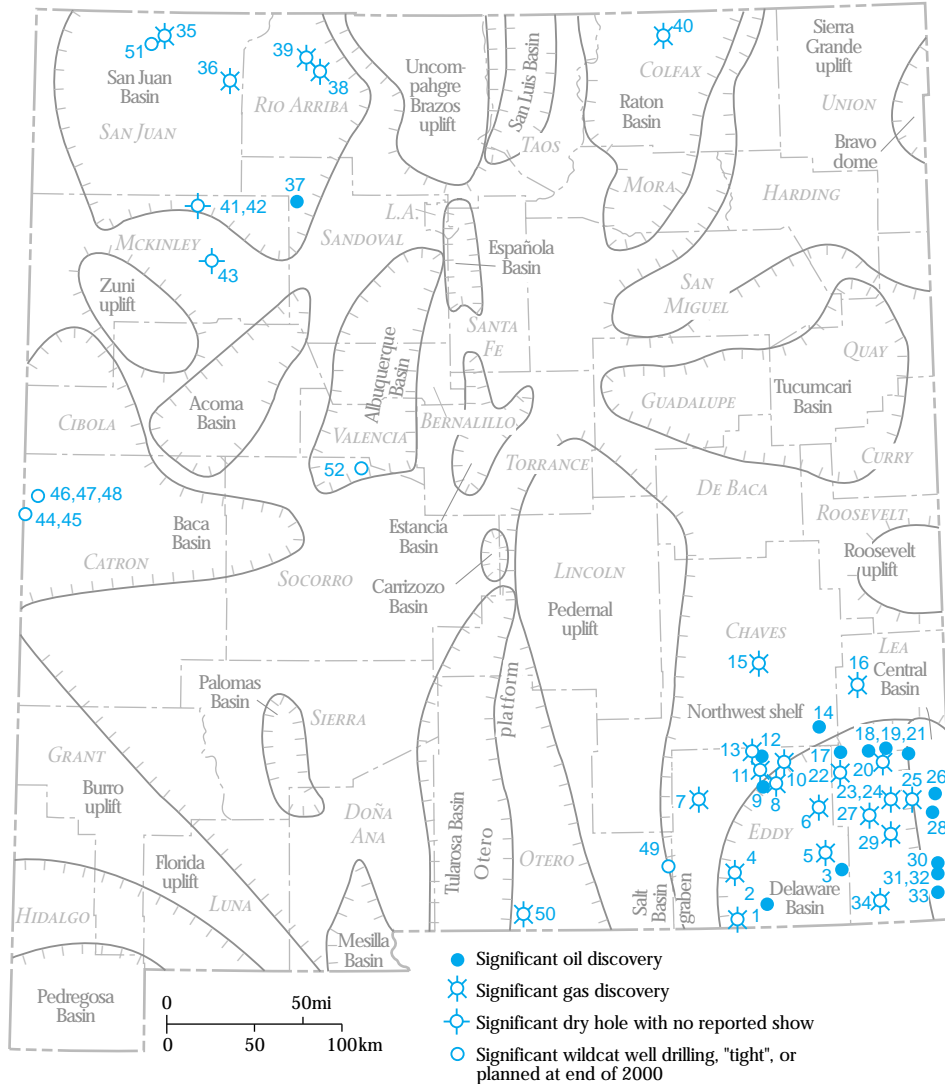 35
51
San Juan
Basin
36
39
38
RIO ARRIBA
SAN JUAN
Uncom-
pahgre
Brazos
uplift
San Luis Basin
TAOS
40
COLFAX
Raton
Basin
MORA
Sierra
Grande
uplift
UNION
Bravo
dome
HARDING
37
41,42
L.A.
SANDOVAL
MCKINLEY
43
Zuni
uplift
Española
Basin
SAN
MIGUEL
SANTA
FE
QUAY
Albuquerque
Basin
Acoma
Basin
CIBOLA
VALENCIA
BERNALILLO
GUADALUPE
Tucumcari
Basin
52
TORRANCE
CURRY
DE BACA
46,47,48
44,45
Baca
Basin
CATRON
SOCORRO
Estancia
Basin
Carrizozo
Basin
LINCOLN
Pedernal
uplift
ROOSEVELT
Roosevelt
uplift
CHAVES
15
LEA
16
Central
Basin
Palomas
Basin
SIERRA
platform
Otero
Tularosa Basin
Northwest shelf
14
GRANT
Burro
uplift
DOÑA
ANA
13
12
11
10
9
8
7
17
18,19,21
20
22
23,24
25
26
27
28
29
6
EDDY
5
4
3
2
1
30
31,32
33
34
Delaware
Basin
49
Salt
Basin
graben
OTERO
50
Florida
uplift
LUNA
HIDALGO
Mesilla
Basin
Pedregosa
Basin
0 50mi
0 50 100km
Significant oil discovery
Significant gas discovery
Significant dry hole with no reported show
Significant wildcat well drilling, "tight", or
planned at end of 2000